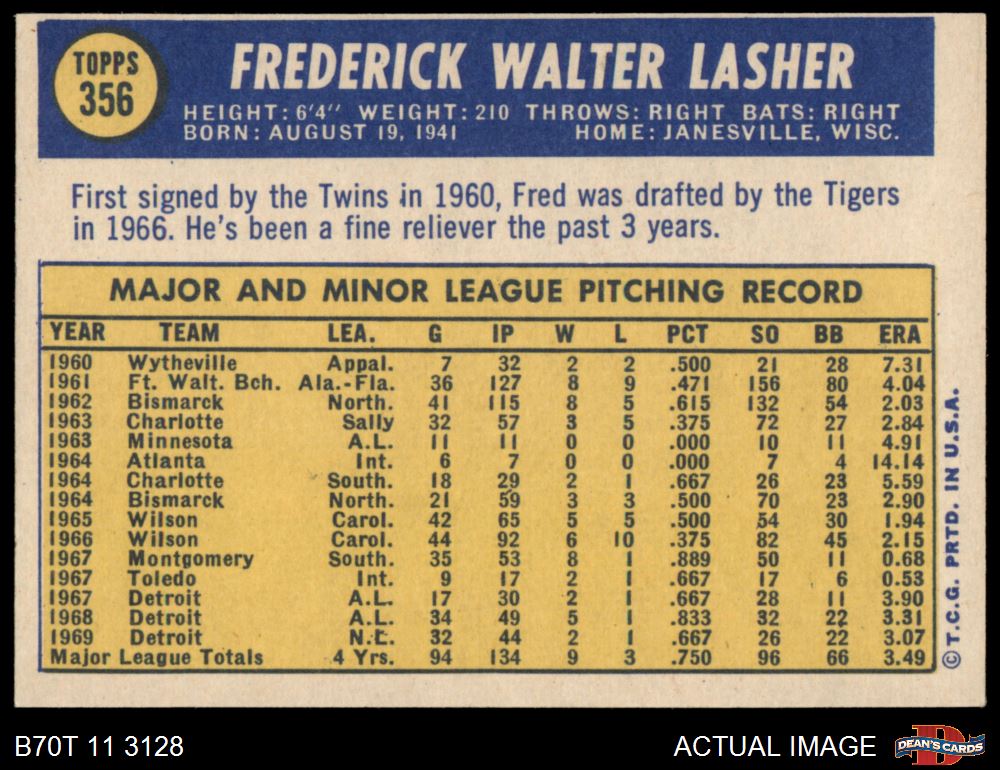 TOPPS
356
FREDERICK WALTER LASHER
HEIGHT: 6'4" WEIGHT: 210 THROWS: RIGHT BATS: RIGHT
BORN: AUGUST 19, 1941 HOME: JANESVILLE, WISC.
First signed by the Twins in 1960, Fred was drafted by the Tigers
in 1966. He's been a fine reliever the past 3 years.
MAJOR AND MINOR LEAGUE PITCHING RECORD
YEAR TEAM LEA. G IP W L PCT SO BB ERA
1960 Wytheville Appal. 7 32 2 2 .500 21 28 7.31
1961 Ft. Walt. Bch. Ala.-Fla. 36 127 8 9 .471 156 80 4.04
1962 Bismarck North. 41 115 8 5 .615 132 54 2.03
1963 Charlotte Sally 32 57 3 5 .375 72 27 2.84
1963 Minnesota A.L. 11 11 0 0 .000 10 11 4.91
1964 Atlanta Int. 6 7 0 0 .000 7 4 14.14
1964 Charlotte South. 18 29 2 1 .667 26 23 5.59
1964 Bismarck North. 21 59 3 3 .500 70 23 2.90
1965 Wilson Carol. 42 65 5 5 .500 54 30 1.94
1966 Wilson Carol. 44 92 6 10 .375 82 45 2.15
1967 Montgomery South. 35 53 8 1 .889 50 11 0.68
1967 Toledo Int. 9 17 2 1 .667 17 6 0.53
1967 Detroit A.L. 17 30 2 1 .667 28 11 3.90
1968 Detroit A.L. 34 49 5 1 .833 32 22 3.31
1969 Detroit N.L. 32 44 2 1 .667 26 22 3.07
Major League Totals 4 Yrs. 94 134 9 3 .750 96 66 3.49
© T.C.G. PRTD. IN U.S.A.
B70T 11 3128
ACTUAL IMAGE
D
DEAN'S CARDS